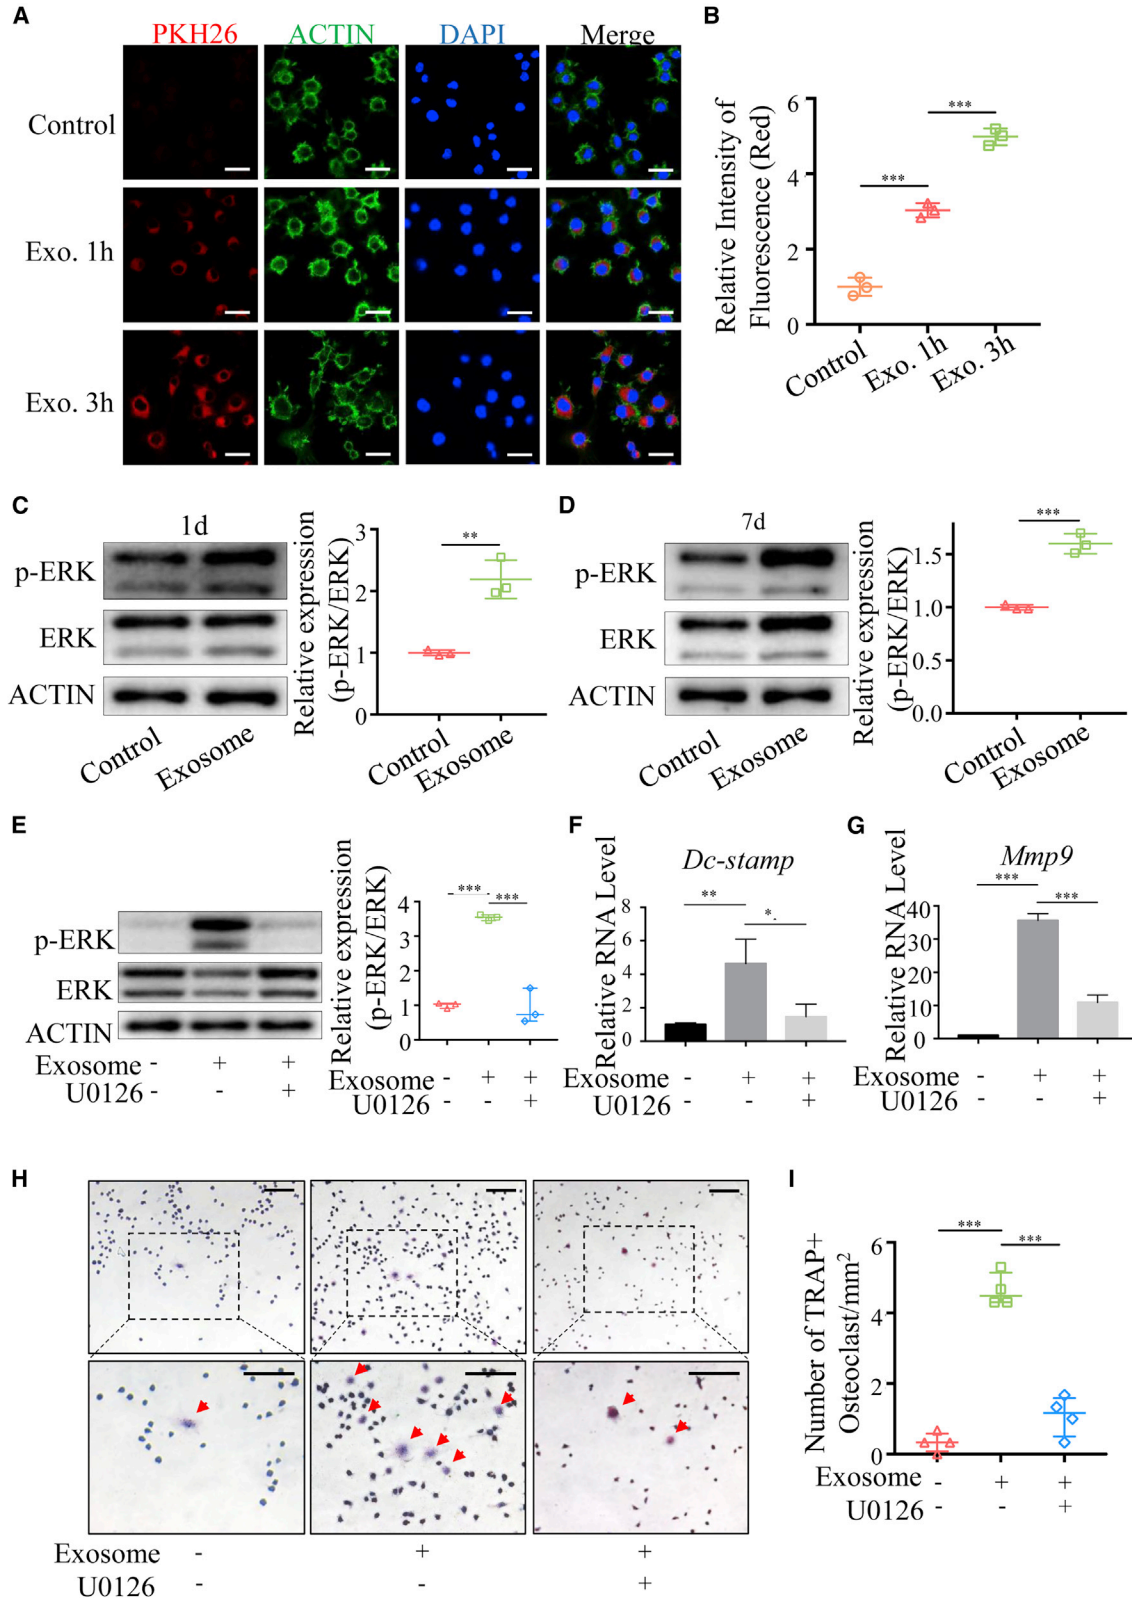 A
PKH26 ACTIN DAPI Merge
Control
Exo. 1h
Exo. 3h
B
Relative Intensity of
Fluorescence (Red)
6
4
2
0
***
***
Control Exo. 1h Exo. 3h
C
1d
p-ERK
ERK
ACTIN
Control Exosome
Relative expression
(p-ERK/ERK)
3
2
1
0
**
Control Exosome
D
7d
p-ERK
ERK
ACTIN
Control Exosome
Relative expression
(p-ERK/ERK)
1.5
1.0
0.5
0.0
***
Control Exosome
E
p-ERK
ERK
ACTIN
Exosome - + +
U0126 - - +
Relative expression
(p-ERK/ERK)
4
3
2
1
0
*** ***
Exosome - + +
U0126 - - +
F
Dc-stamp
Relative RNA Level
8
6
4
2
0
** *
Exosome - + +
U0126 - - +
G
Mmp9
Relative RNA Level
40
30
20
10
0
*** ***
Exosome - + +
U0126 - - +
H
Exosome - + +
U0126 - - +
I
Number of TRAP+
Osteoclast/mm²
6
4
2
0
*** ***
Exosome - + +
U0126 - - +